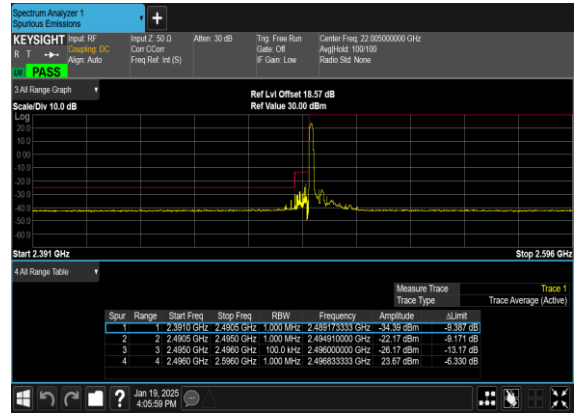 Spectrum Analyzer 1
Spurious Emissions
KEYSIGHT Input: RF Input Z: 50 Ω Atten: 30 dB Trig: Free Run Center Freq: 22.005000000 GHz
R T Coupling: DC Corr CCorr Gate: Off Avg|Hold: 100/100
Align: Auto Freq Ref: Int (S) IF Gain: Low Radio Std: None
PASS
3 All Range Graph
Ref Lvl Offset 18.57 dB
Scale/Div 10.0 dB Ref Value 30.00 dBm
Log
20.0
10.0
0.00
-10.0
-20.0
-30.0
-40.0
-50.0
-60.0
Start 2.391 GHz Stop 2.596 GHz
4 All Range Table
Measure Trace Trace 1
Trace Type Trace Average (Active)
Spur Range Start Freq Stop Freq RBW Frequency Amplitude ΔLimit
1 1 2.3910 GHz 2.4905 GHz 1.000 MHz 2.489173333 GHz -34.39 dBm -9.387 dB
2 2 2.4905 GHz 2.4950 GHz 1.000 MHz 2.494910000 GHz -22.17 dBm -9.171 dB
3 3 2.4950 GHz 2.4960 GHz 100.0 kHz 2.496000000 GHz -26.17 dBm -13.17 dB
4 4 2.4960 GHz 2.5960 GHz 1.000 MHz 2.496833333 GHz 23.67 dBm -6.330 dB
Jan 19, 2025
4:05:59 PM